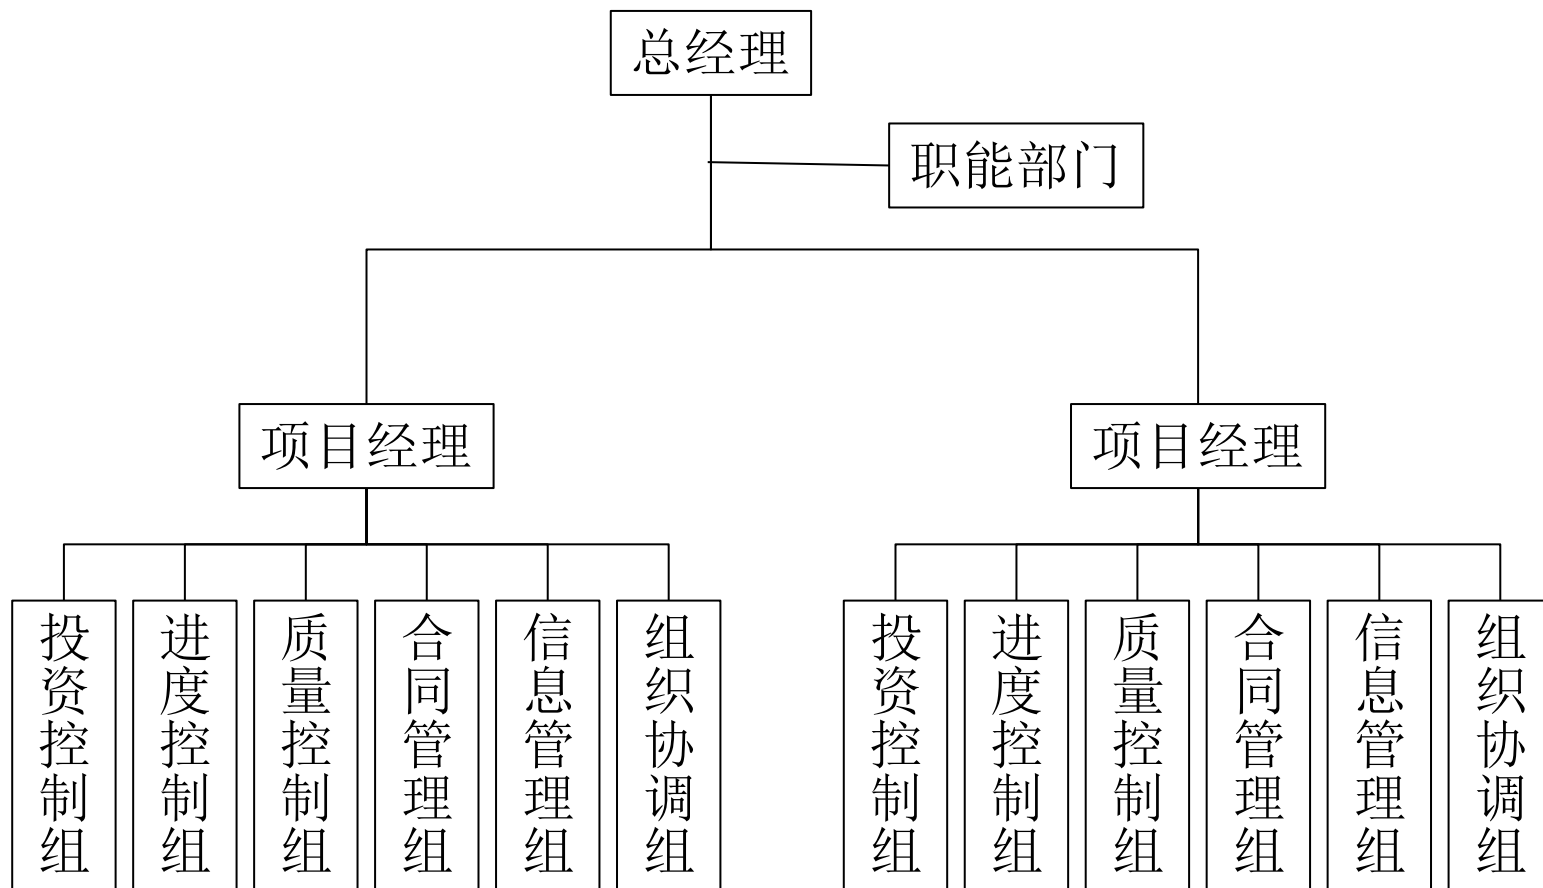 总经理
职能部门
项目经理
项目经理
投资控制组
进度控制组
质量控制组
合同管理组
信息管理组
组织协调组
投资控制组
进度控制组
质量控制组
合同管理组
信息管理组
组织协调组